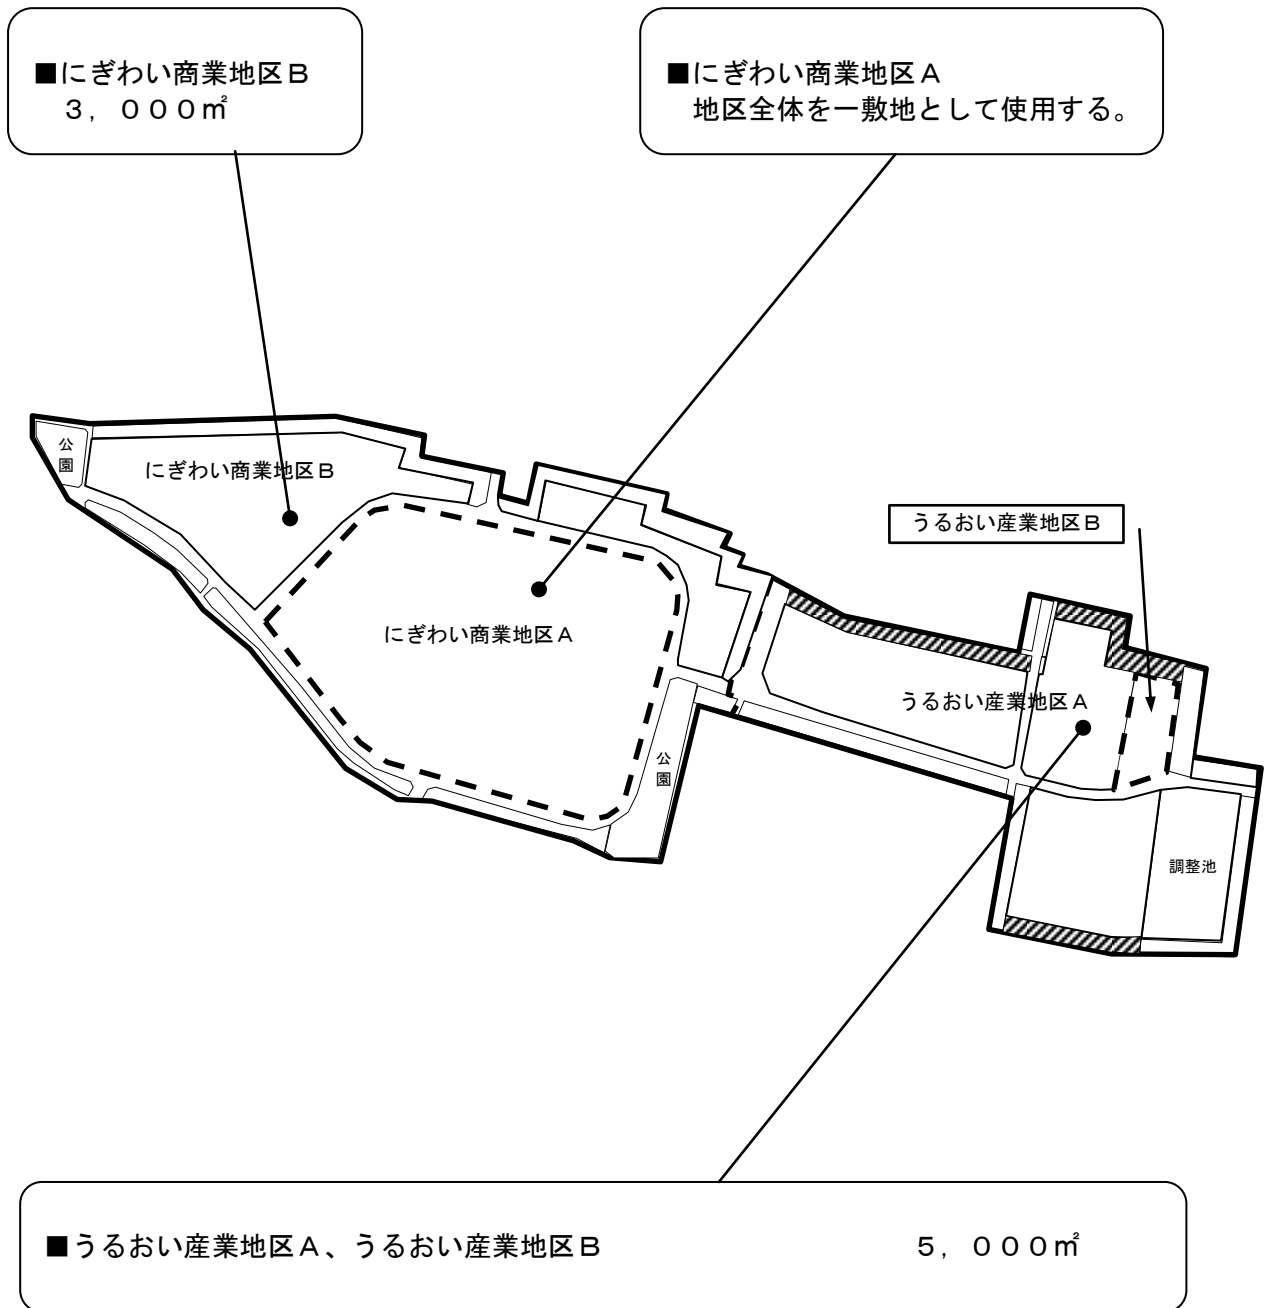 ■にぎわい商業地区B
３，０００㎡
■にぎわい商業地区A
地区全体を一敷地として使用する。
公園
にぎわい商業地区B
うるおい産業地区B
にぎわい商業地区A
うるおい産業地区A
公園
調整池
■うるおい産業地区A、うるおい産業地区B　５，０００㎡